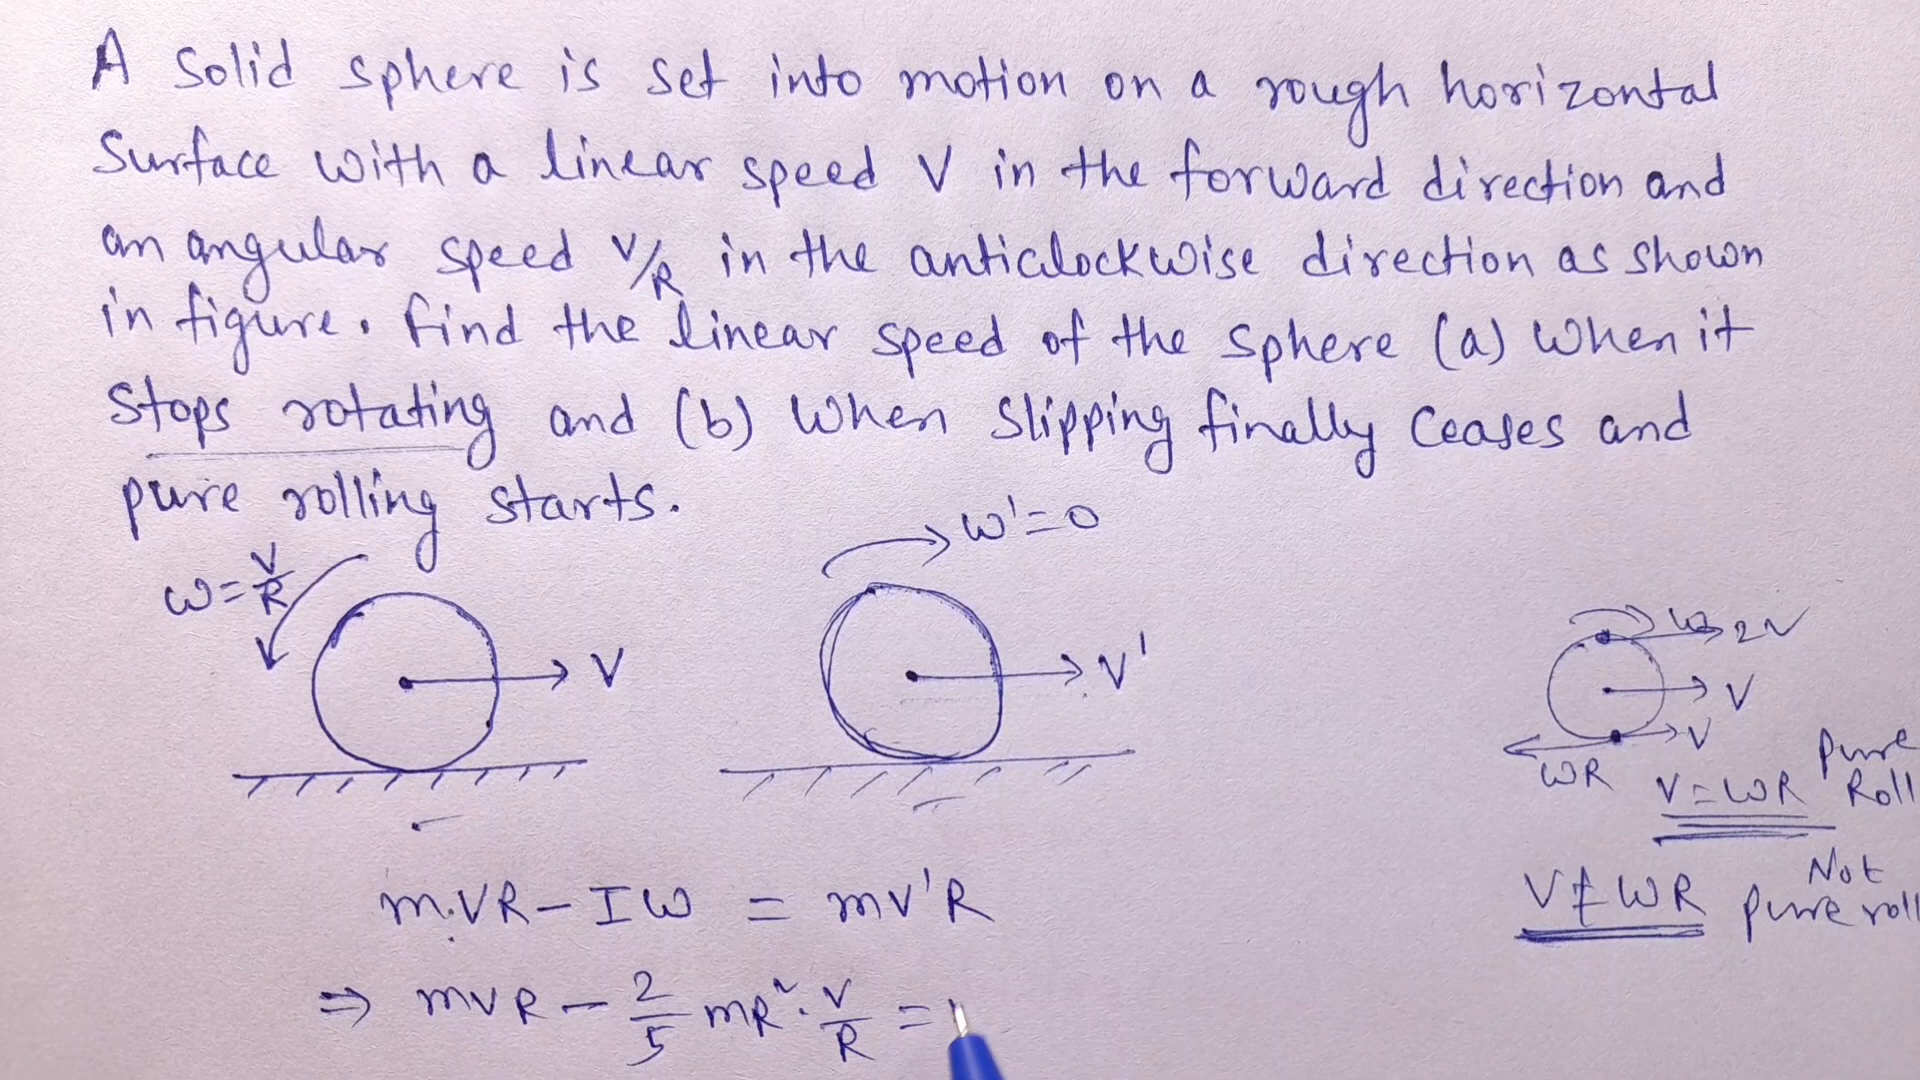 A solid sphere is set into motion on a rough horizontal
Surface with a linear speed V in the forward direction and
an angular speed V/R in the anticlockwise direction as shown
in figure. Find the linear speed of the sphere (a) When it
Stops rotating and (b) When Slipping finally Ceases and
pure rolling starts.
ω = V/R
V
ω' = 0
V'
2V
V
V
ωR
V = ωR Pure Roll
V ≠ ωR Not pure roll
m.VR - Iω = mV'R
⇒ mVR - 2/5 mR² . V/R =